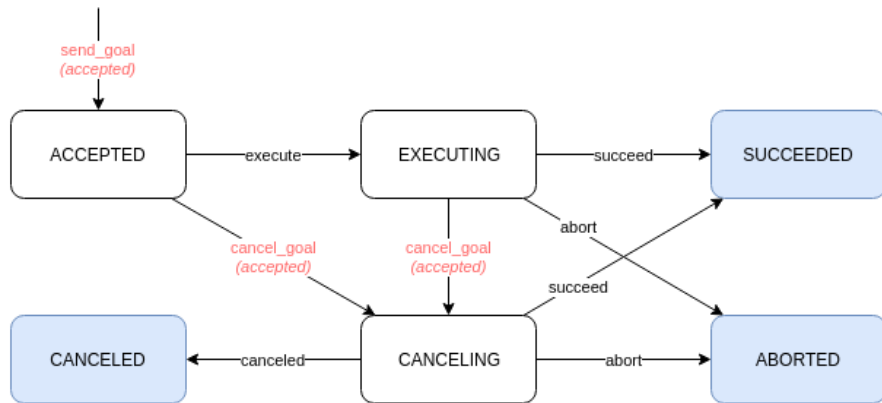 send_goal
(accepted)
ACCEPTED
execute
EXECUTING
succeed
SUCCEEDED
cancel_goal
(accepted)
cancel_goal
(accepted)
abort
succeed
CANCELED
canceled
CANCELING
abort
ABORTED